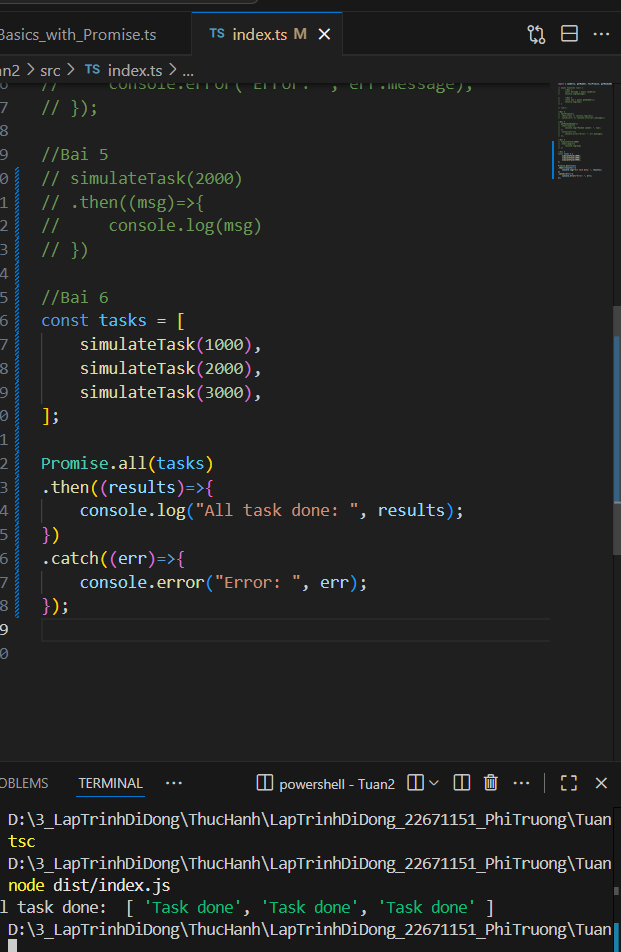 Basics_with_Promise.ts TS index.ts M
an2 > src > TS index.ts > ...
// console.error("Error: ", err.message);
7 // });
8
9 //Bai 5
0 // simulateTask(2000)
1 // .then((msg)=>{
2 // console.log(msg)
3 // })
4
5 //Bai 6
6 const tasks = [
7 simulateTask(1000),
8 simulateTask(2000),
9 simulateTask(3000),
0 ];
1
2 Promise.all(tasks)
3 .then((results)=>{
4 console.log("All task done: ", results);
5 })
6 .catch((err)=>{
7 console.error("Error: ", err);
8 });
9
0
OBLEMS TERMINAL ... powershell - Tuan2
D:\3_LapTrinhDiDong\ThucHanh\LapTrinhDiDong_22671151_PhiTruong\Tuan
tsc
D:\3_LapTrinhDiDong\ThucHanh\LapTrinhDiDong_22671151_PhiTruong\Tuan
node dist/index.js
l task done: [ 'Task done', 'Task done', 'Task done' ]
D:\3_LapTrinhDiDong\ThucHanh\LapTrinhDiDong_22671151_PhiTruong\Tuan